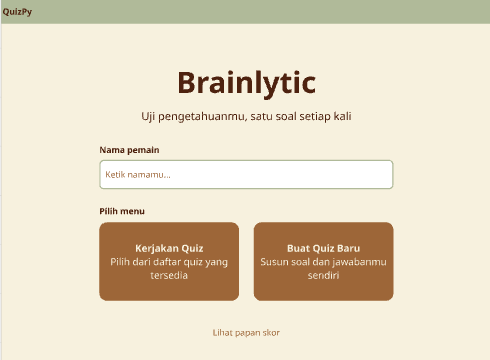 QuizPy
Brainlytic
Uji pengetahuanmu, satu soal setiap kali
Nama pemain
Ketik namamu...
Pilih menu
Kerjakan Quiz
Pilih dari daftar quiz yang
tersedia
Buat Quiz Baru
Susun soal dan jawabanmu
sendiri
Lihat papan skor